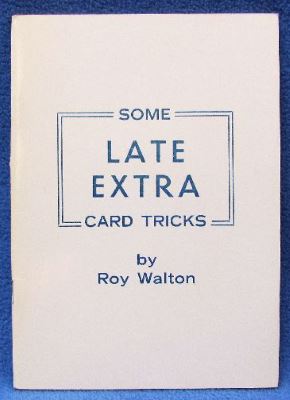 SOME
LATE
EXTRA
CARD TRICKS
by
Roy Walton